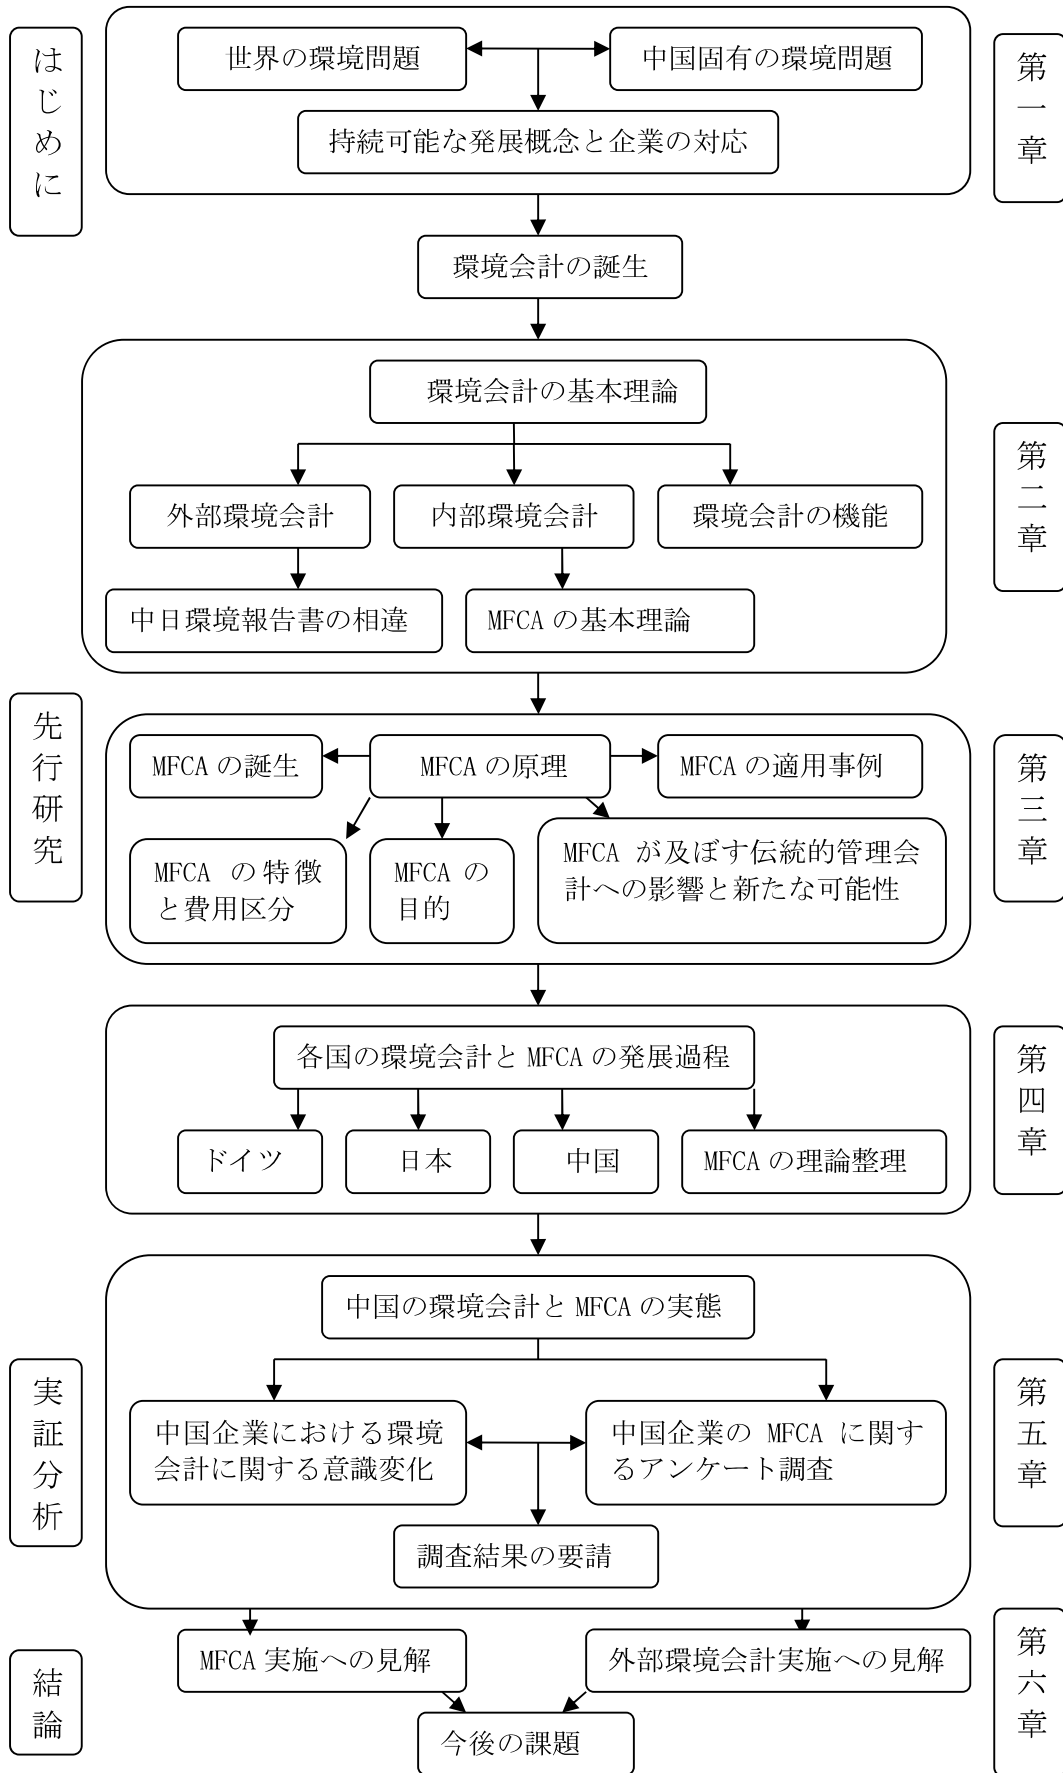 はじめに
世界の環境問題
中国固有の環境問題
第一章
持続可能な発展概念と企業の対応
環境会計の誕生
環境会計の基本理論
第二章
外部環境会計
内部環境会計
環境会計の機能
中日環境報告書の相違
MFCA の基本理論
先行研究
MFCA の誕生
MFCA の原理
MFCA の適用事例
第三章
MFCA の特徴
と費用区分
MFCA の
目的
MFCA が及ぼす伝統的管理会
計への影響と新たな可能性
各国の環境会計と MFCA の発展過程
第四章
ドイツ
日本
中国
MFCA の理論整理
中国の環境会計と MFCA の実態
実証分析
第五章
中国企業における環境
会計に関する意識変化
中国企業の MFCA に関す
るアンケート調査
調査結果の要請
MFCA 実施への見解
外部環境会計実施への見解
第六章
結論
今後の課題